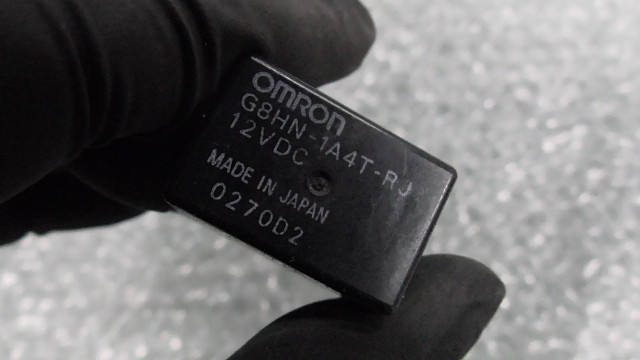 OMRON
G8HN-1A4T-RJ
12VDC
MADE IN JAPAN
0270D2